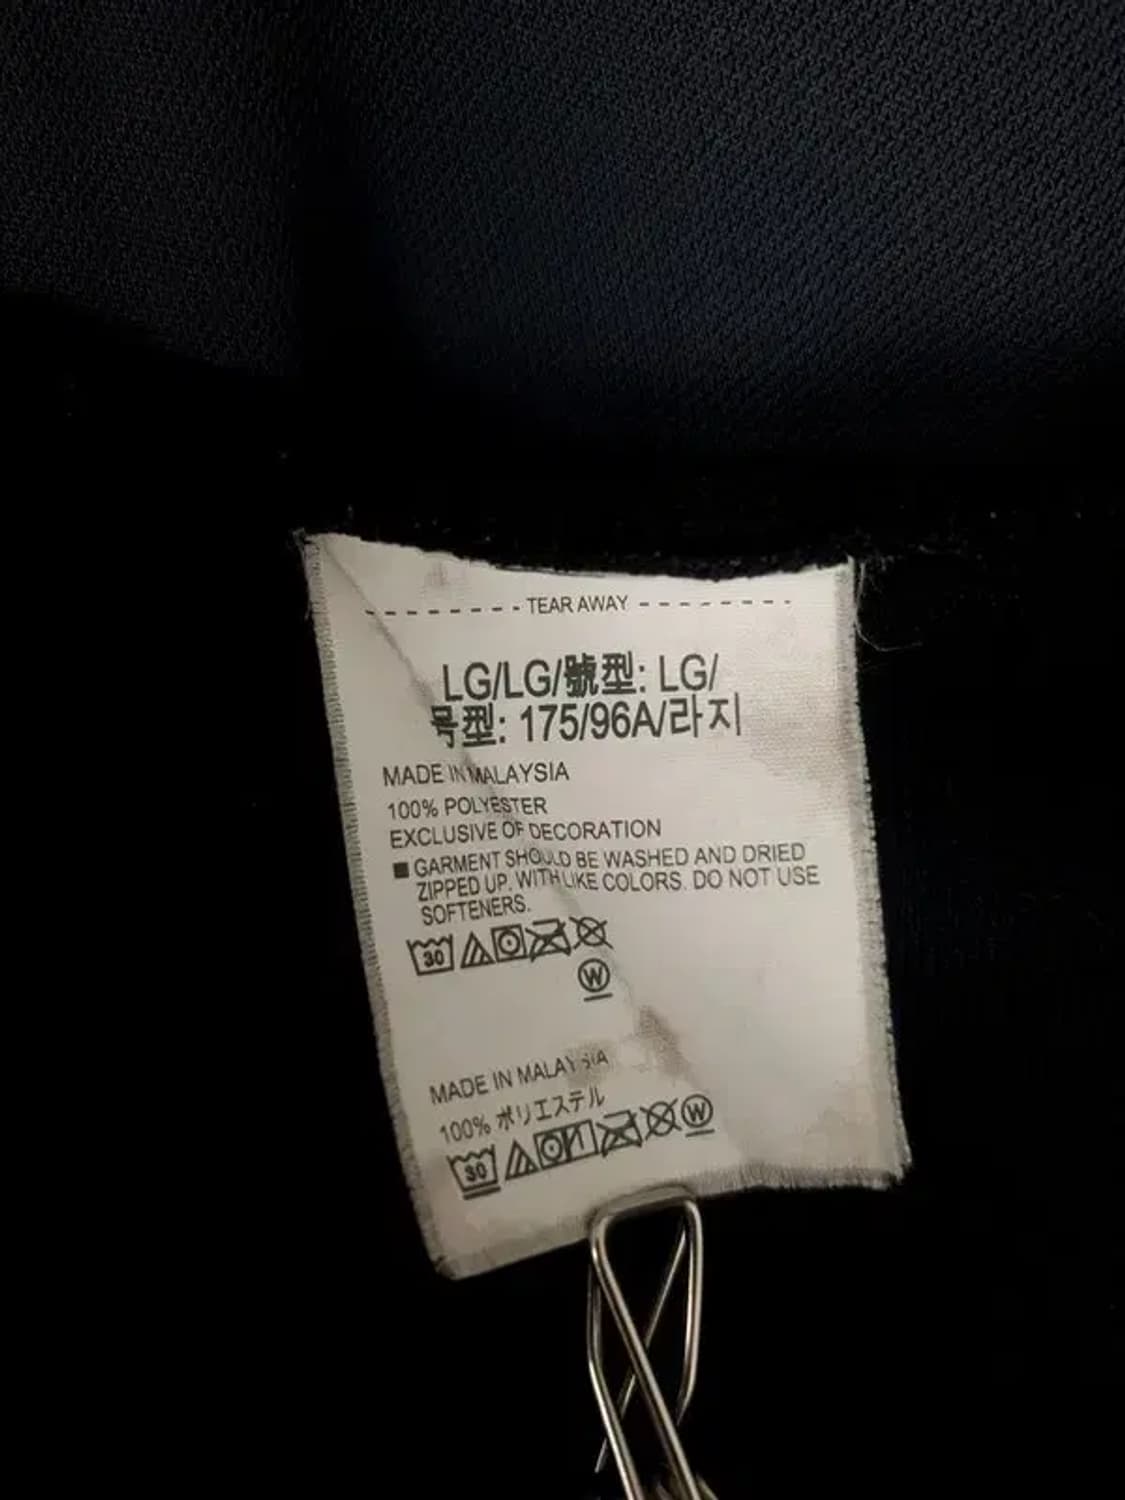 TEAR AWAY
LG/LG/號型: LG/
号型: 175/96A/라지
MADE IN MALAYSIA
100% POLYESTER
EXCLUSIVE OF DECORATION
■ GARMENT SHOULD BE WASHED AND DRIED
ZIPPED UP. WITH LIKE COLORS. DO NOT USE
SOFTENERS.
30
W
MADE IN MALAYSIA
100% ポリエステル
30 W